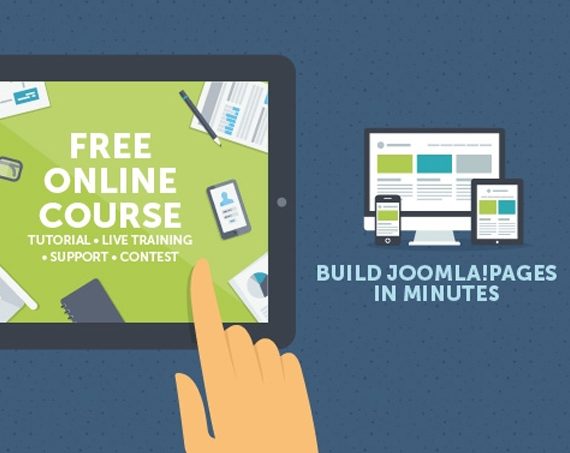 FREE
ONLINE
COURSE
TUTORIAL • LIVE TRAINING
• SUPPORT • CONTEST
BUILD JOOMLA!PAGES
IN MINUTES